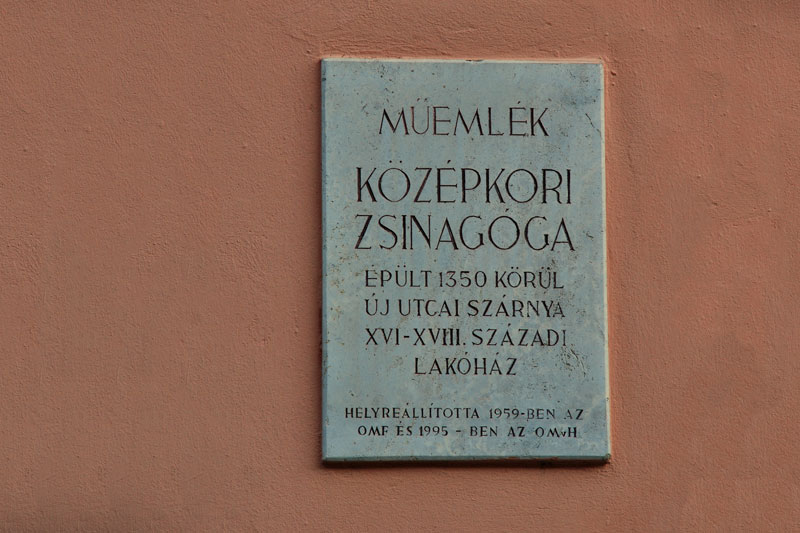 MŰEMLÉK
KÖZÉPKORI
ZSINAGÓGA
ÉPÜLT 1350 KÖRÜL
ÚJ UTCAI SZÁRNYA
XVI-XVIII. SZÁZADI
LAKÓHÁZ
HELYREÁLLÍTOTTA 1959-BEN AZ
OMF ÉS 1995 - BEN AZ OMvH